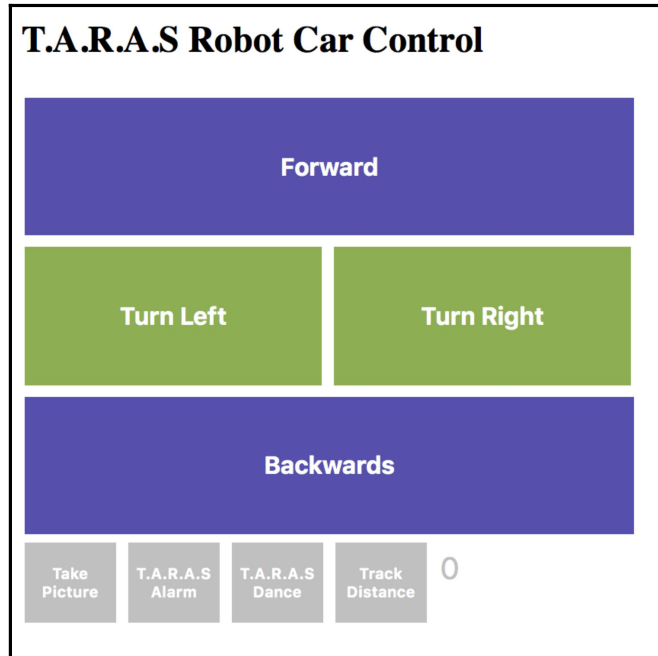 T.A.R.A.S Robot Car Control
Forward
Turn Left
Turn Right
Backwards
Take
Picture
T.A.R.A.S
Alarm
T.A.R.A.S
Dance
Track
Distance
0